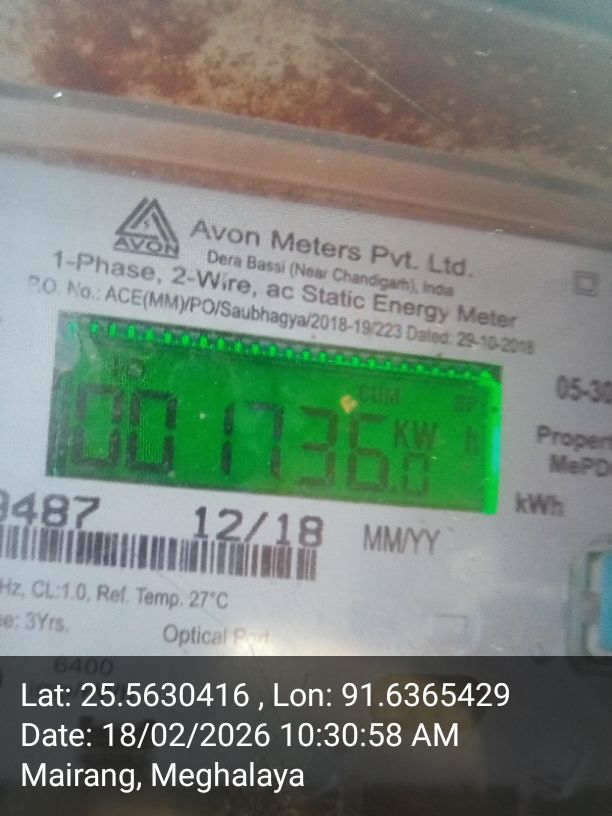 AVON
Avon Meters Pvt. Ltd.
Dera Bassi (Near Chandigarh), India
1-Phase, 2-Wire, ac Static Energy Meter
P.O. No.: ACE(MM)/PO/Saubhagya/2018-19/223 Dated: 29-10-2018
CUM
001736.0 KW h
05-30
kWh
9487 12/18 MM/YY
Hz, CL:1.0, Ref. Temp. 27°C
3Yrs.
Optical Port
6400
Lat: 25.5630416 , Lon: 91.6365429
Date: 18/02/2026 10:30:58 AM
Mairang, Meghalaya